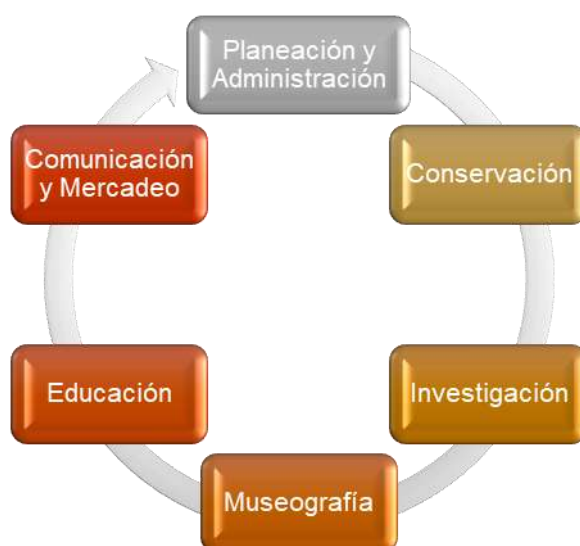 Planeación y
Administración
Conservación
Investigación
Museografía
Educación
Comunicación
y Mercadeo